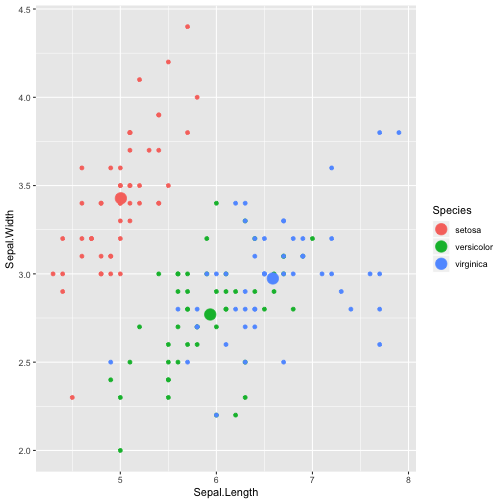 4.5
4.0
3.5
3.0
2.5
2.0
Sepal.Width
5 6 7 8
Sepal.Length
Species
setosa
versicolor
virginica